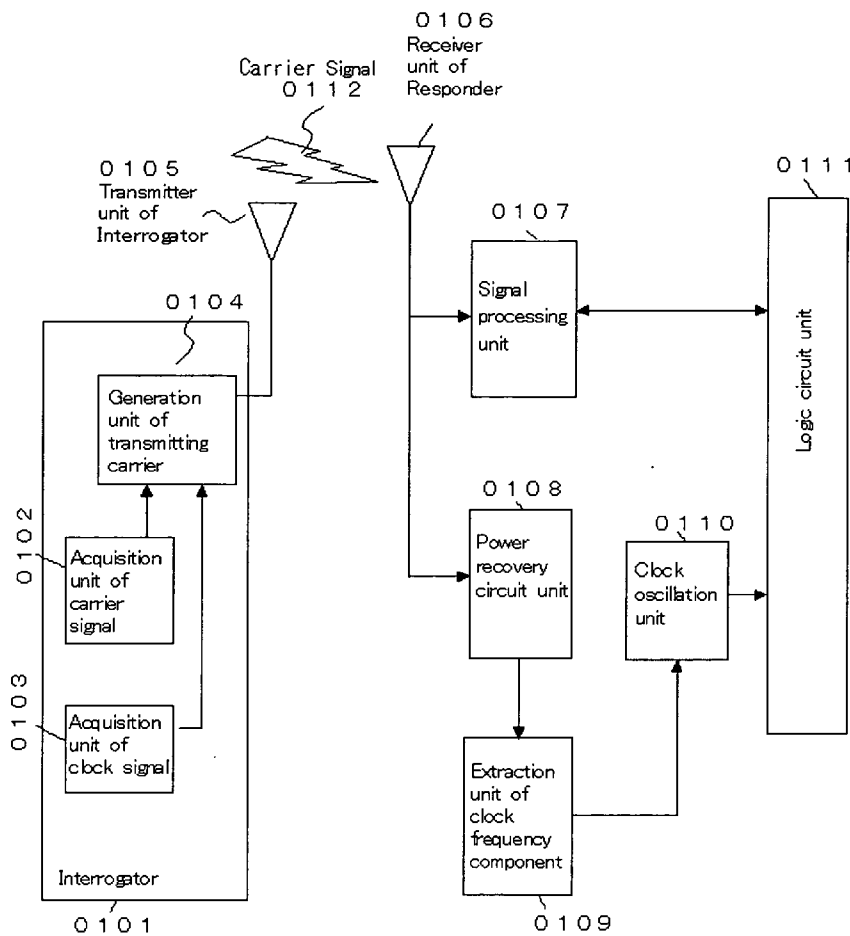 0106
Receiver
unit of
Responder
Carrier Signal
0112
0105
Transmitter
unit of
Interrogator
0111
0107
Signal
processing
unit
Logic circuit unit
0104
Generation
unit of
transmitting
carrier
0108
Power
recovery
circuit unit
0110
Clock
oscillation
unit
0102
Acquisition
unit of
carrier
signal
0103
Acquisition
unit of
clock signal
Extraction
unit of
clock
frequency
component
0109
Interrogator
0101